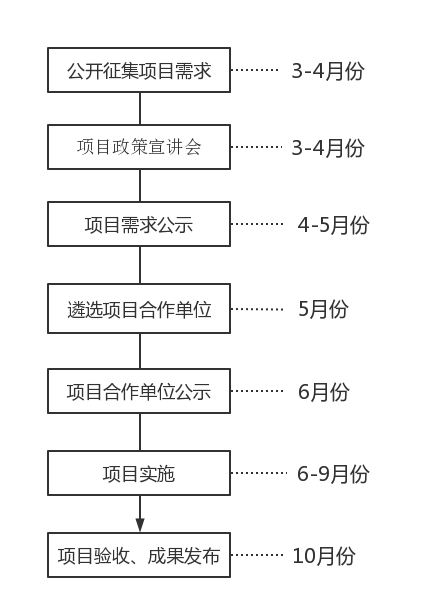 公开征集项目需求 3-4月份
项目政策宣讲会 3-4月份
项目需求公示 4-5月份
遴选项目合作单位 5月份
项目合作单位公示 6月份
项目实施 6-9月份
项目验收、成果发布 10月份